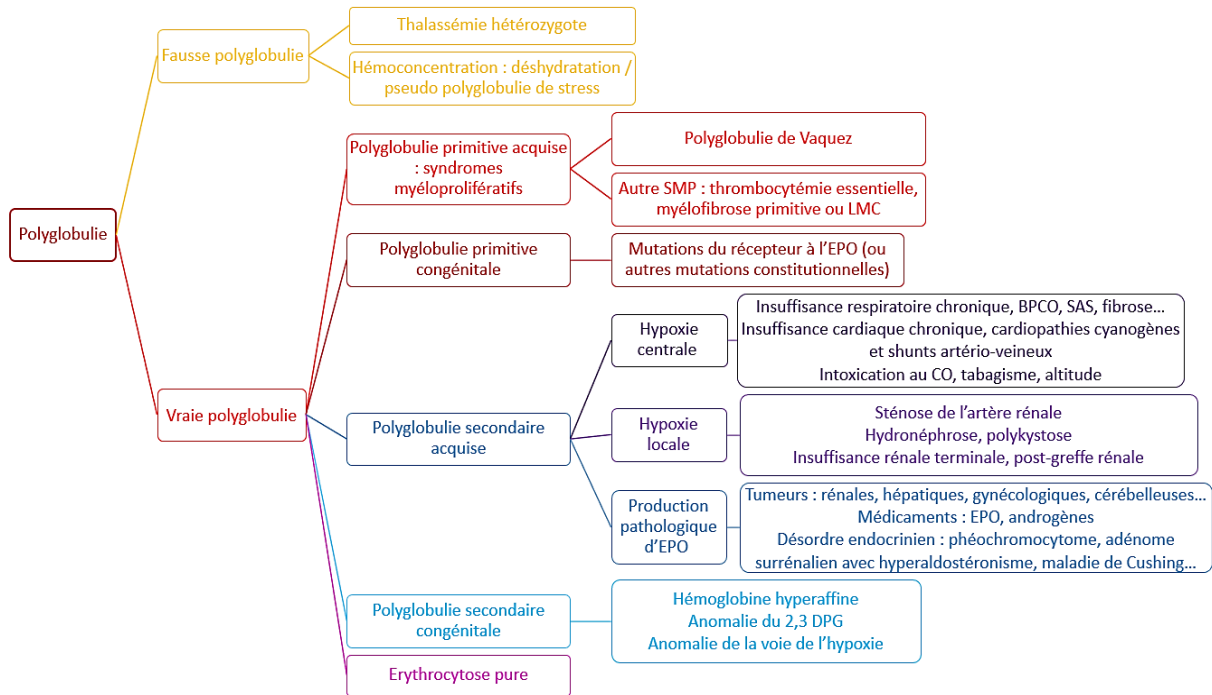 Polyglobulie
Fausse polyglobulie
Thalassémie hétérozygote
Hémoconcentration : déshydratation /
pseudo polyglobulie de stress
Vraie polyglobulie
Polyglobulie primitive acquise
: syndromes
myéloprolifératifs
Polyglobulie de Vaquez
Autre SMP : thrombocytémie essentielle,
myélofibrose primitive ou LMC
Polyglobulie primitive
congénitale
Mutations du récepteur à l’EPO (ou
autres mutations constitutionnelles)
Polyglobulie secondaire
acquise
Hypoxie
centrale
Insuffisance respiratoire chronique, BPCO, SAS, fibrose…
Insuffisance cardiaque chronique, cardiopathies cyanogènes
et shunts artério-veineux
Intoxication au CO, tabagisme, altitude
Hypoxie
locale
Sténose de l’artère rénale
Hydronéphrose, polykystose
Insuffisance rénale terminale, post-greffe rénale
Production
pathologique
d’EPO
Tumeurs : rénales, hépatiques, gynécologiques, cérébelleuses…
Médicaments : EPO, androgènes
Désordre endocrinien : phéochromocytome, adénome
surrénalien avec hyperaldostéronisme, maladie de Cushing…
Polyglobulie secondaire
congénitale
Hémoglobine hyperaffine
Anomalie du 2,3 DPG
Anomalie de la voie de l’hypoxie
Erythrocytose pure